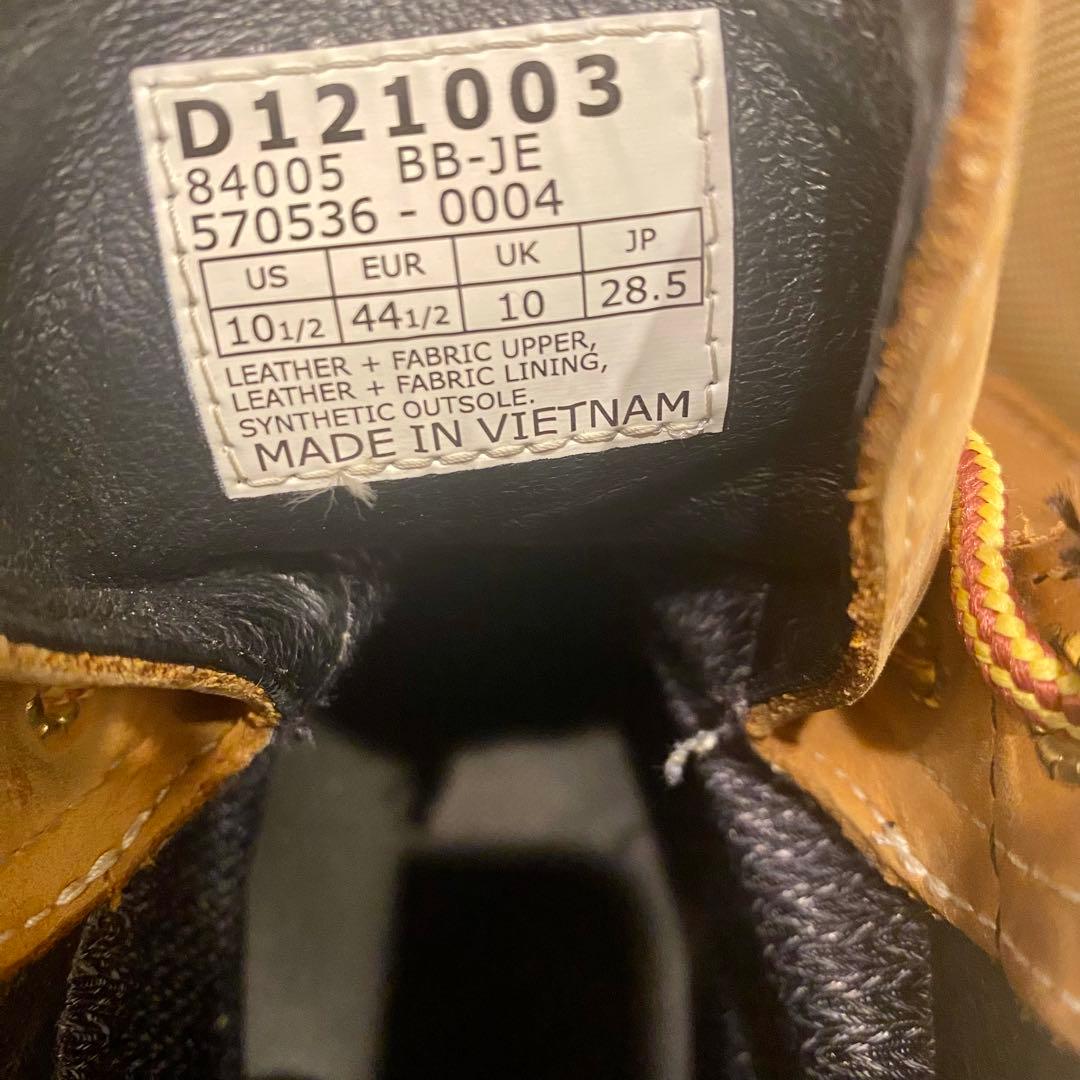 D121003
84005 BB-JE
570536 - 0004
US EUR UK JP
10 1/2 44 1/2 10 28.5
LEATHER + FABRIC UPPER,
LEATHER + FABRIC LINING,
SYNTHETIC OUTSOLE.
MADE IN VIETNAM